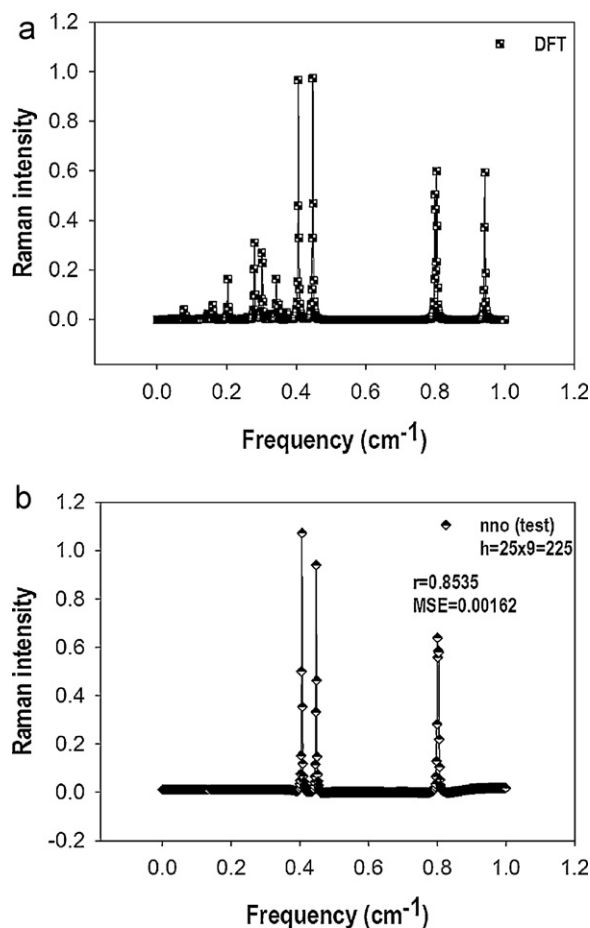 a
DFT
1.2
1.0
0.8
0.6
0.4
0.2
0.0
Raman intensity
0.0 0.2 0.4 0.6 0.8 1.0 1.2
Frequency (cm⁻¹)
b
nno (test)
h=25x9=225
r=0.8535
MSE=0.00162
1.2
1.0
0.8
0.6
0.4
0.2
0.0
-0.2
Raman intensity
0.0 0.2 0.4 0.6 0.8 1.0 1.2
Frequency (cm⁻¹)